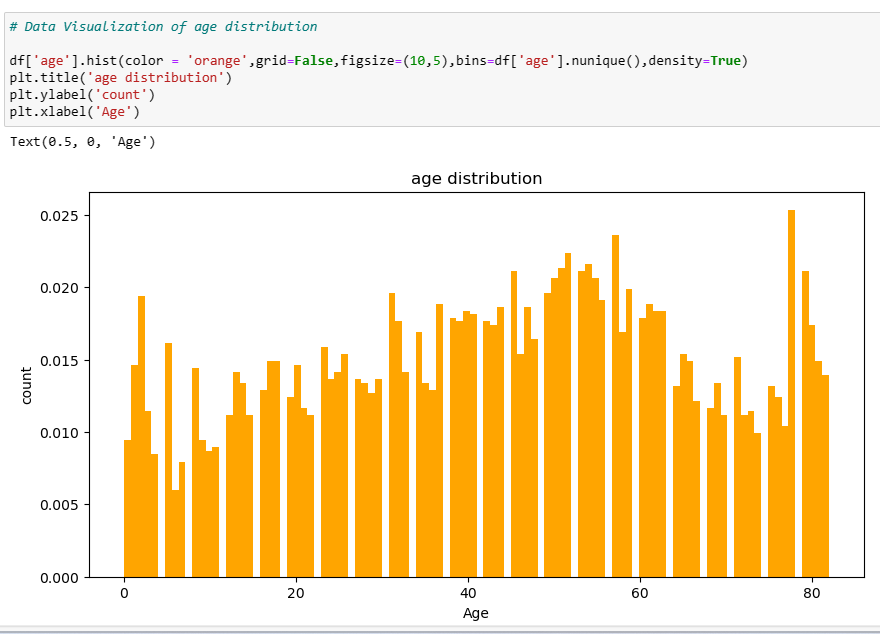 # Data Visualization of age distribution
df['age'].hist(color = 'orange',grid=False,figsize=(10,5),bins=df['age'].nunique(),density=True)
plt.title('age distribution')
plt.ylabel('count')
plt.xlabel('Age')
Text(0.5, 0, 'Age')
age distribution
0.025
0.020
0.015
0.010
0.005
0.000
count
0 20 40 60 80
Age